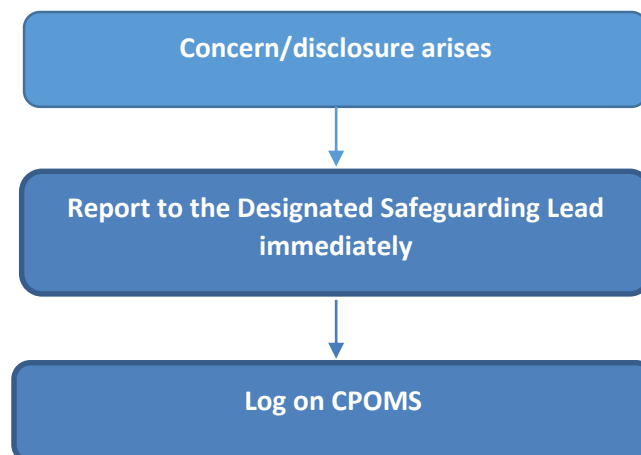 Concern/disclosure arises
Report to the Designated Safeguarding Lead
immediately
Log on CPOMS